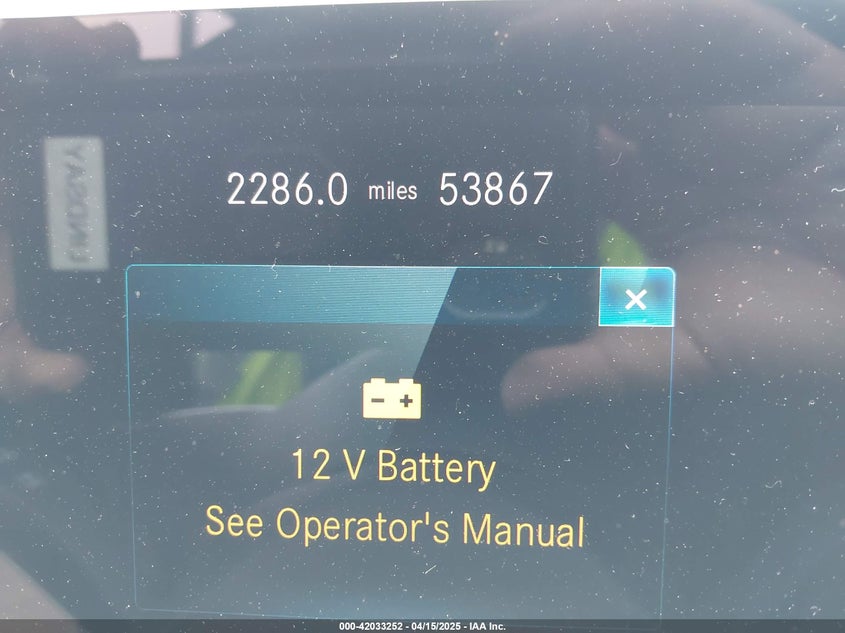 2286.0 miles 53867
12 V Battery
See Operator's Manual
000-42033252 - 04/15/2025 - IAA Inc.